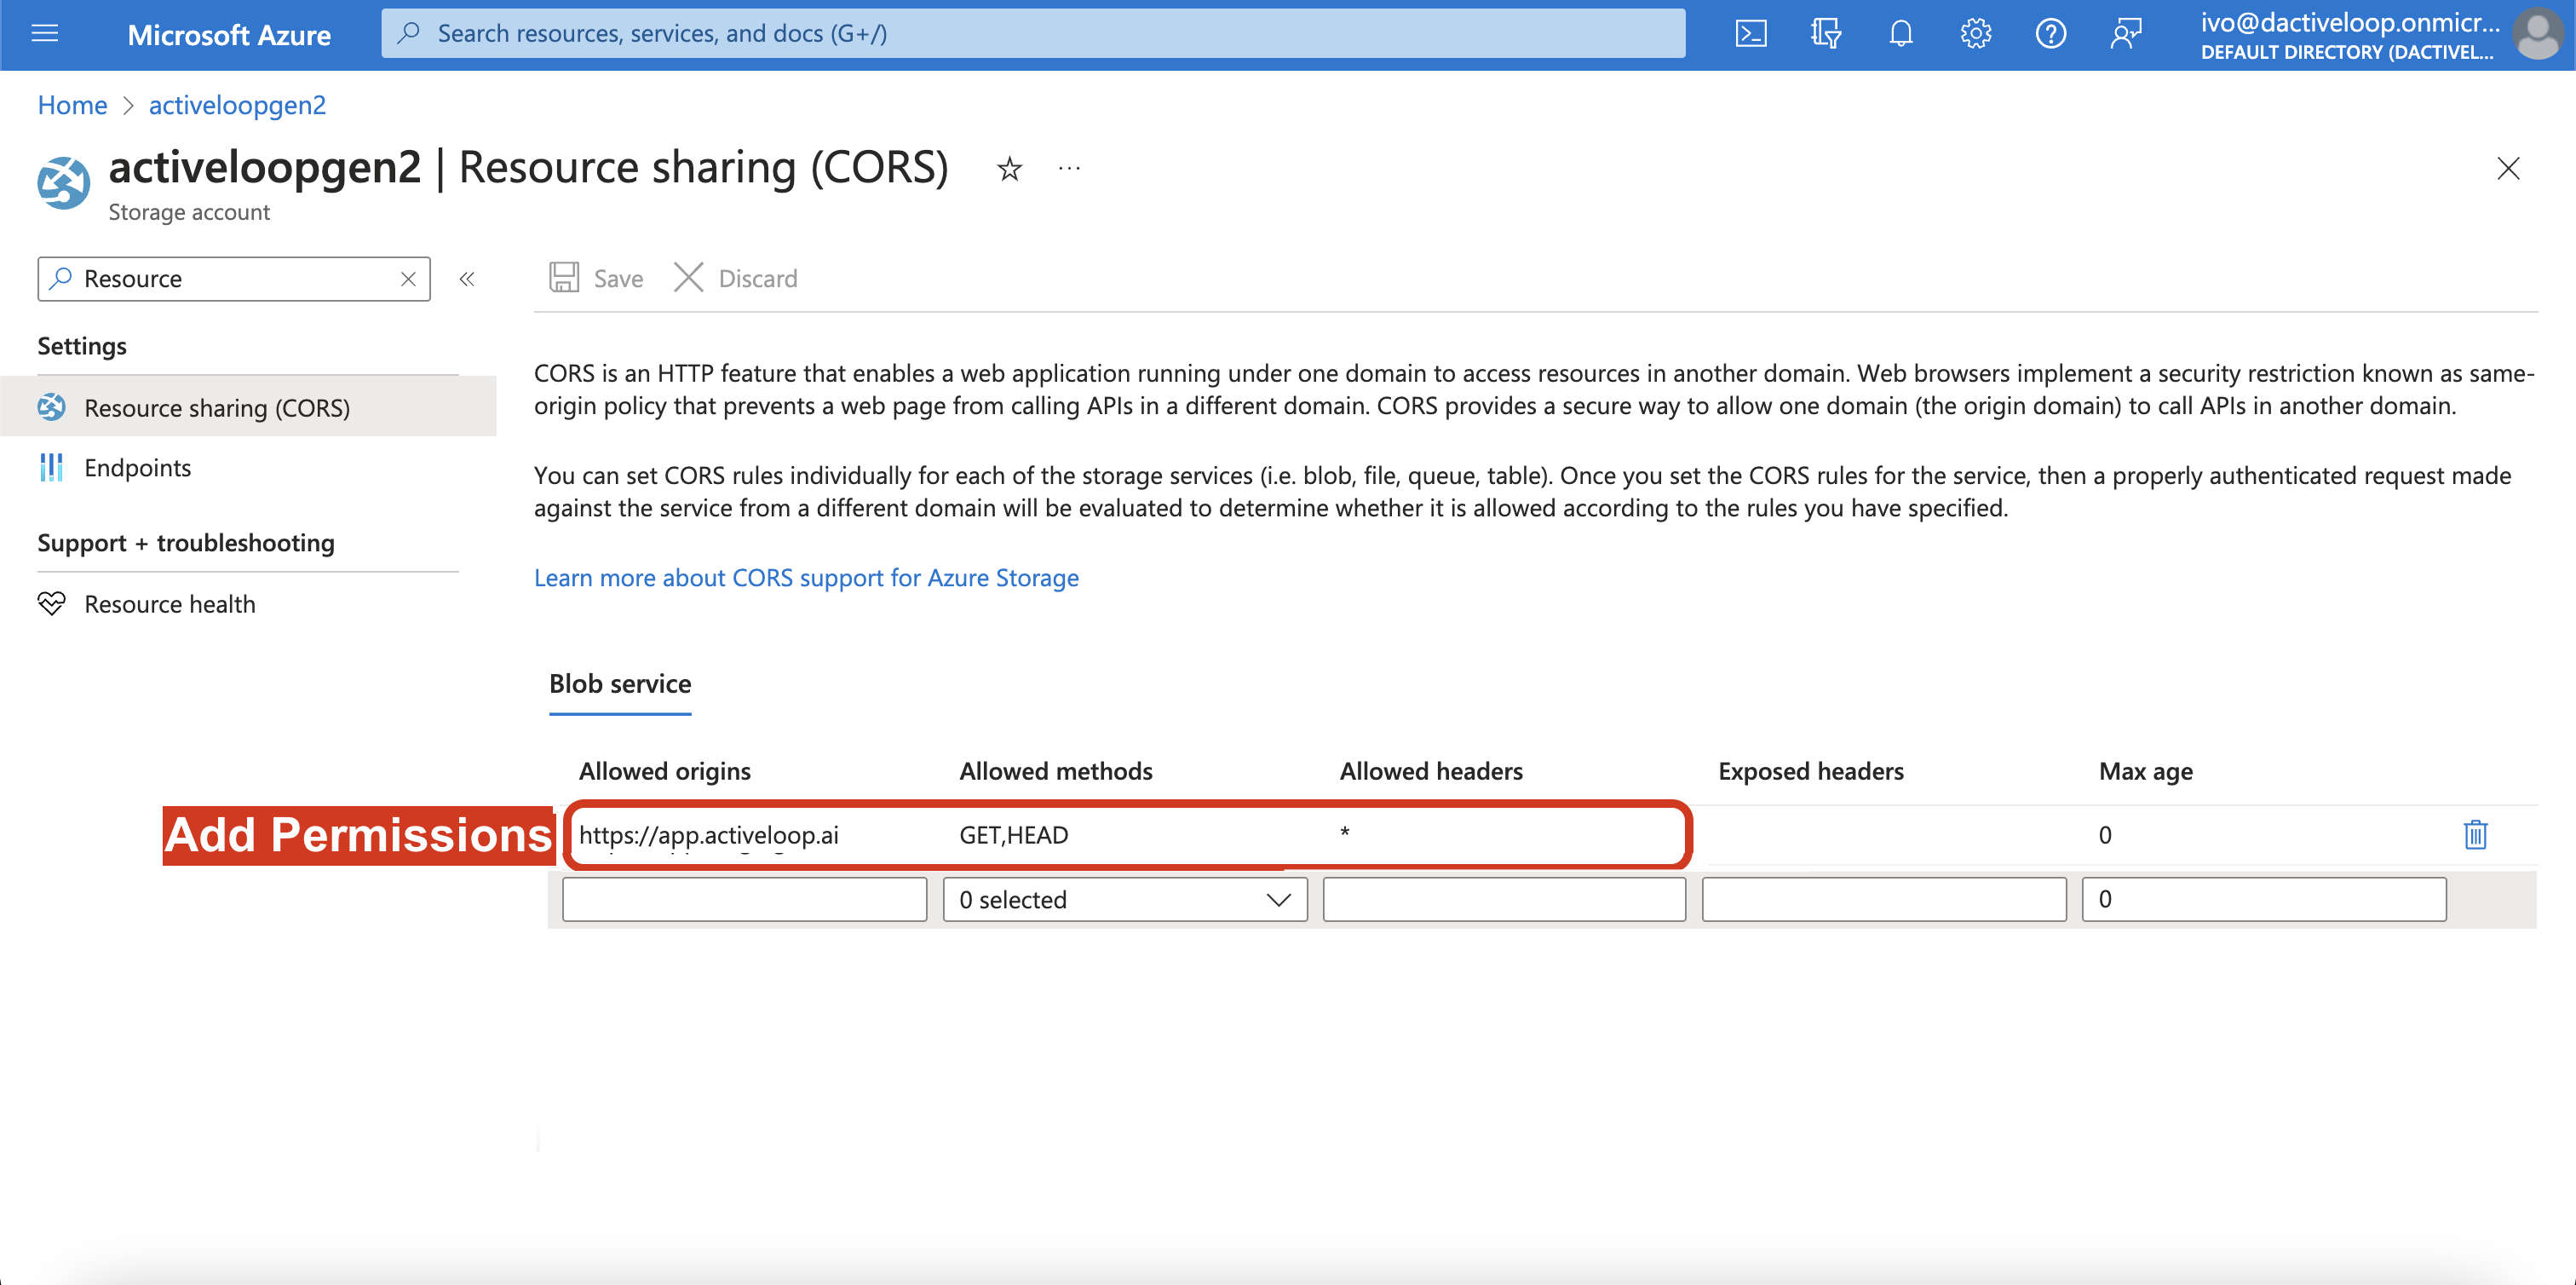 Microsoft Azure
Search resources, services, and docs (G+/)
ivo@dactiveloop.onmicr...
DEFAULT DIRECTORY (DACTIVEL...
Home > activeloopgen2
activeloopgen2 | Resource sharing (CORS)
Storage account
Resource
Save
Discard
Settings
Resource sharing (CORS)
Endpoints
Support + troubleshooting
Resource health
CORS is an HTTP feature that enables a web application running under one domain to access resources in another domain. Web browsers implement a security restriction known as same-
origin policy that prevents a web page from calling APIs in a different domain. CORS provides a secure way to allow one domain (the origin domain) to call APIs in another domain.
You can set CORS rules individually for each of the storage services (i.e. blob, file, queue, table). Once you set the CORS rules for the service, then a properly authenticated request made
against the service from a different domain will be evaluated to determine whether it is allowed according to the rules you have specified.
Learn more about CORS support for Azure Storage
Blob service
Allowed origins Allowed methods Allowed headers Exposed headers Max age
Add Permissions
https://app.activeloop.ai GET,HEAD * 0
0 selected 0